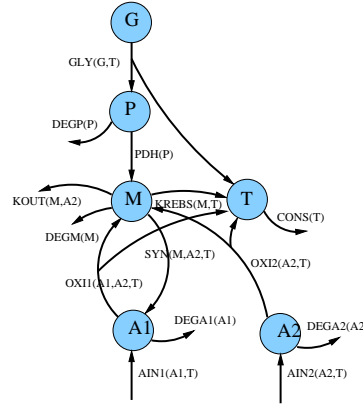 G
GLY(G,T)
P
DEGP(P)
PDH(P)
KOUT(M,A2)
M
KREBS(M,T)
T
CONS(T)
DEGM(M)
SYN(M,A2,T)
OXI2(A2,T)
OXI1(A1,A2,T)
A1
DEGA1(A1)
A2
DEGA2(A2
AIN1(A1,T)
AIN2(A2,T)